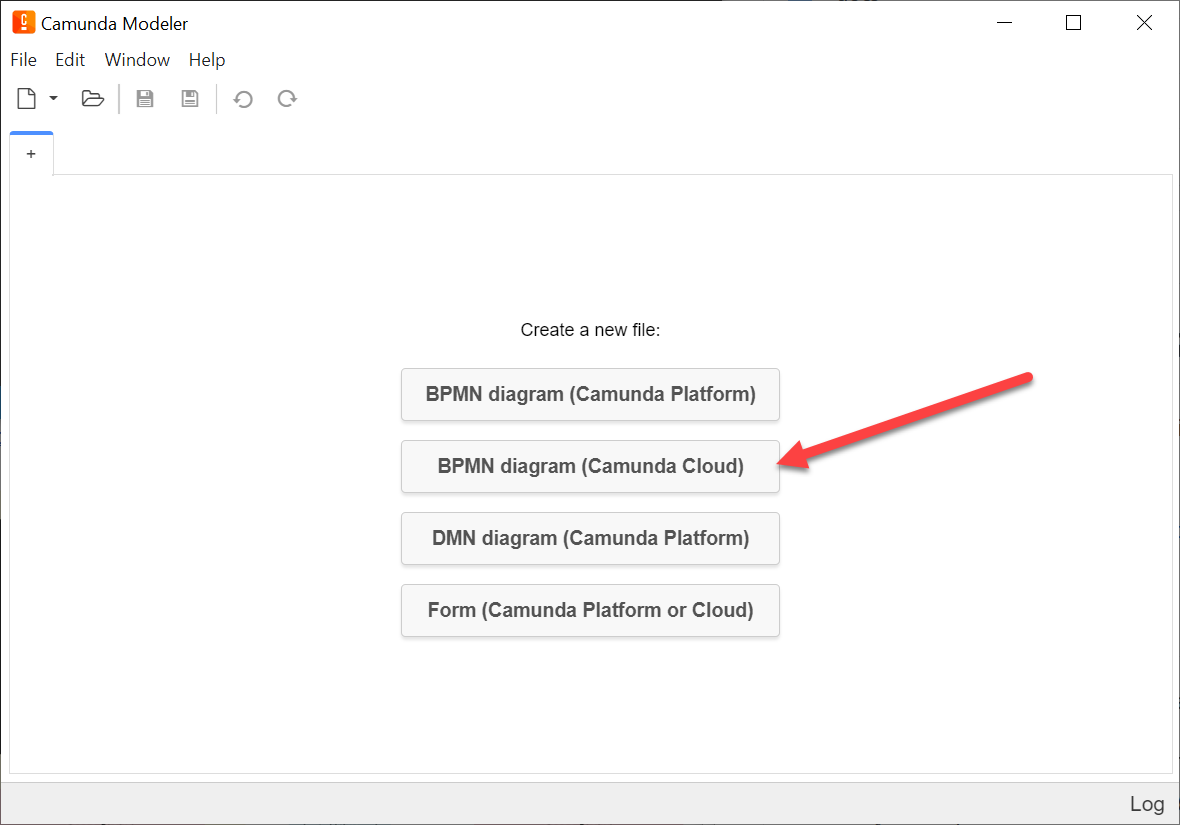 Camunda Modeler
File Edit Window Help
+
Create a new file:
BPMN diagram (Camunda Platform)
BPMN diagram (Camunda Cloud)
DMN diagram (Camunda Platform)
Form (Camunda Platform or Cloud)
Log